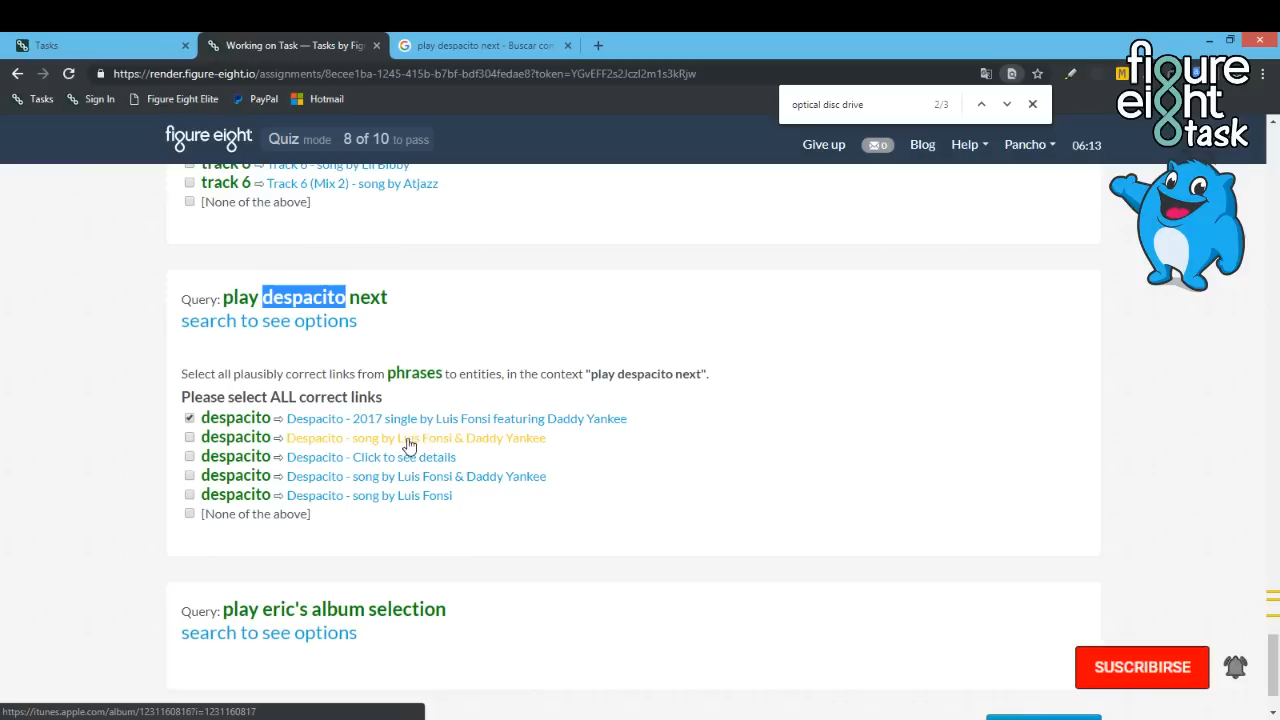 Tasks
Working on Task — Tasks by Fig
play despacito next - Buscar con
https://render.figure-eight.io/assignments/8ecee1ba-1245-415b-b7bf-bdf304fedae8?token=YGvEFF2s2Jczl2m1s3kRjw
Tasks
Sign In
Figure Eight Elite
PayPal
Hotmail
optical disc drive 2/3
figure eight task
figure eight
Quiz mode 8 of 10 to pass
Give up
0
Blog
Help
Pancho
06:13
track 6 ⇨ Track 6 - song by Lil Bibby
track 6 ⇨ Track 6 (Mix 2) - song by Atjazz
[None of the above]
Query: play despacito next
search to see options
Select all plausibly correct links from phrases to entities, in the context "play despacito next".
Please select ALL correct links
despacito ⇨ Despacito - 2017 single by Luis Fonsi featuring Daddy Yankee
despacito ⇨ Despacito - song by Luis Fonsi & Daddy Yankee
despacito ⇨ Despacito - Click to see details
despacito ⇨ Despacito - song by Luis Fonsi & Daddy Yankee
despacito ⇨ Despacito - song by Luis Fonsi
[None of the above]
Query: play eric's album selection
search to see options
SUSCRIBIRSE
https://itunes.apple.com/album/1231160816?i=1231160817